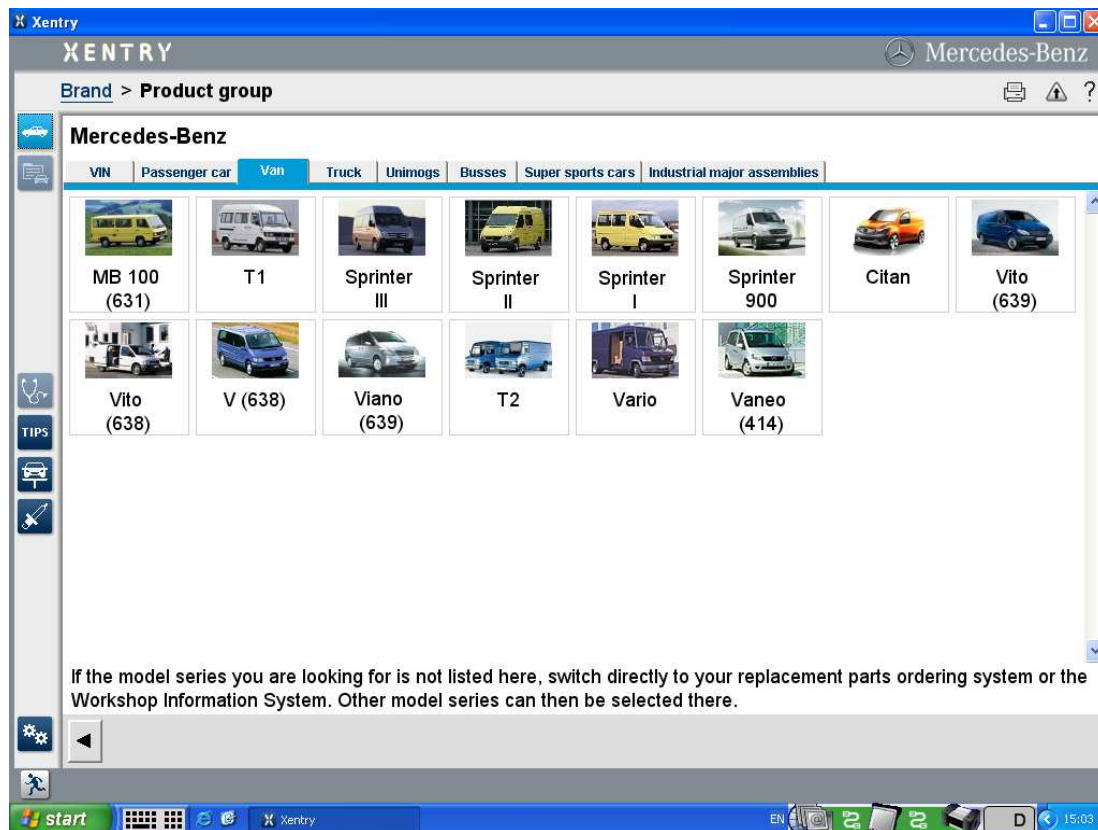 Xentry
XENTRY
Mercedes-Benz
Brand > Product group
?
Mercedes-Benz
VIN Passenger car Van Truck Unimogs Busses Super sports cars Industrial major assemblies
MB 100
(631)
T1
Sprinter
III
Sprinter
II
Sprinter
I
Sprinter
900
Citan
Vito
(639)
Vito
(638)
V (638)
Viano
(639)
T2
Vario
Vaneo
(414)
TIPS
If the model series you are looking for is not listed here, switch directly to your replacement parts ordering system or the
Workshop Information System. Other model series can then be selected there.
start Xentry EN D 15:03